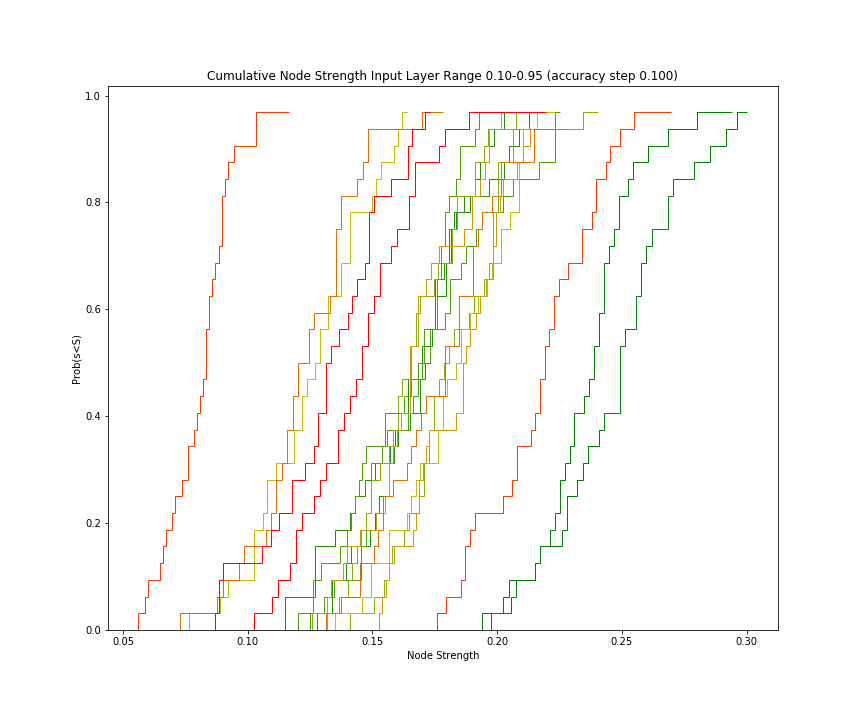 Cumulative Node Strength Input Layer Range 0.10-0.95 (accuracy step 0.100)
1.0
0.8
0.6
0.4
0.2
0.0
Prob(s<S)
0.05 0.10 0.15 0.20 0.25 0.30
Node Strength